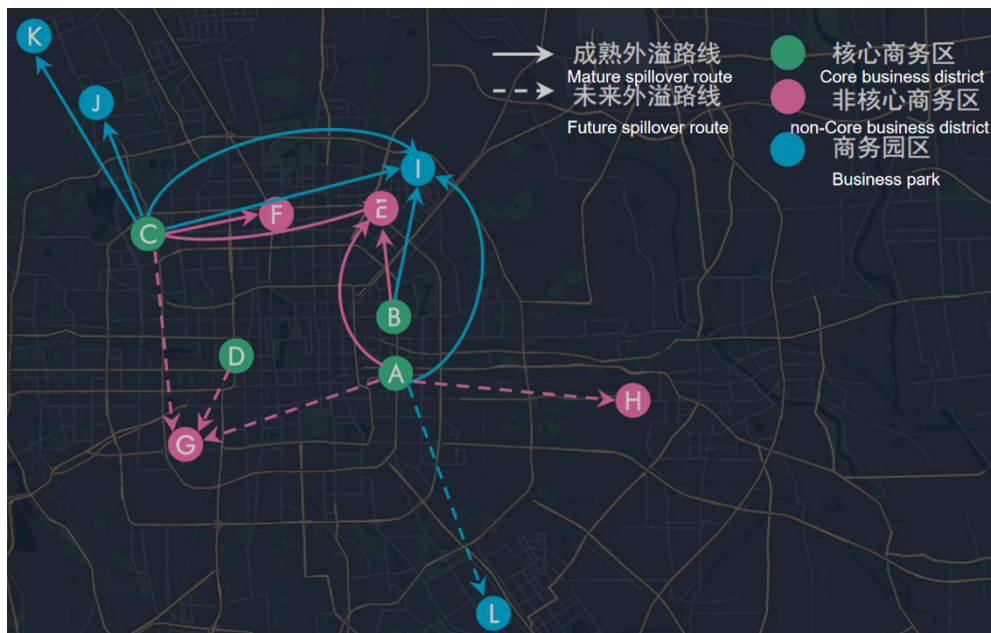 K
成熟外溢路线
核心商务区
Mature spillover route
Core business district
J
未来外溢路线
非核心商务区
Future spillover route
non-Core business district
商务园区
I
Business park
F
E
C
B
D
A
H
G
L